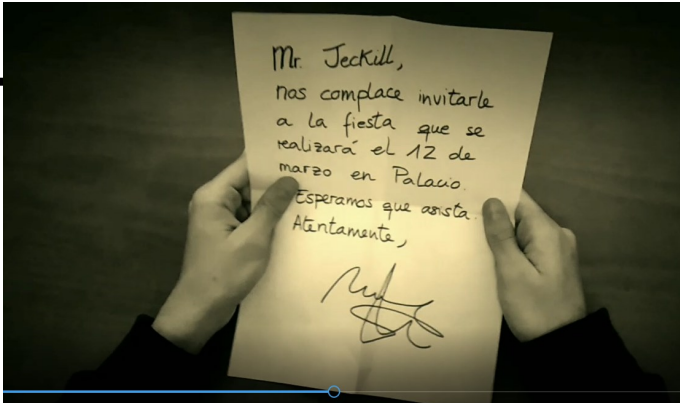 Mr. Jeckill,
nos complace invitarle
a la fiesta que se
realizará el 12 de
marzo en Palacio.
Esperamos que asista.
Atentamente,